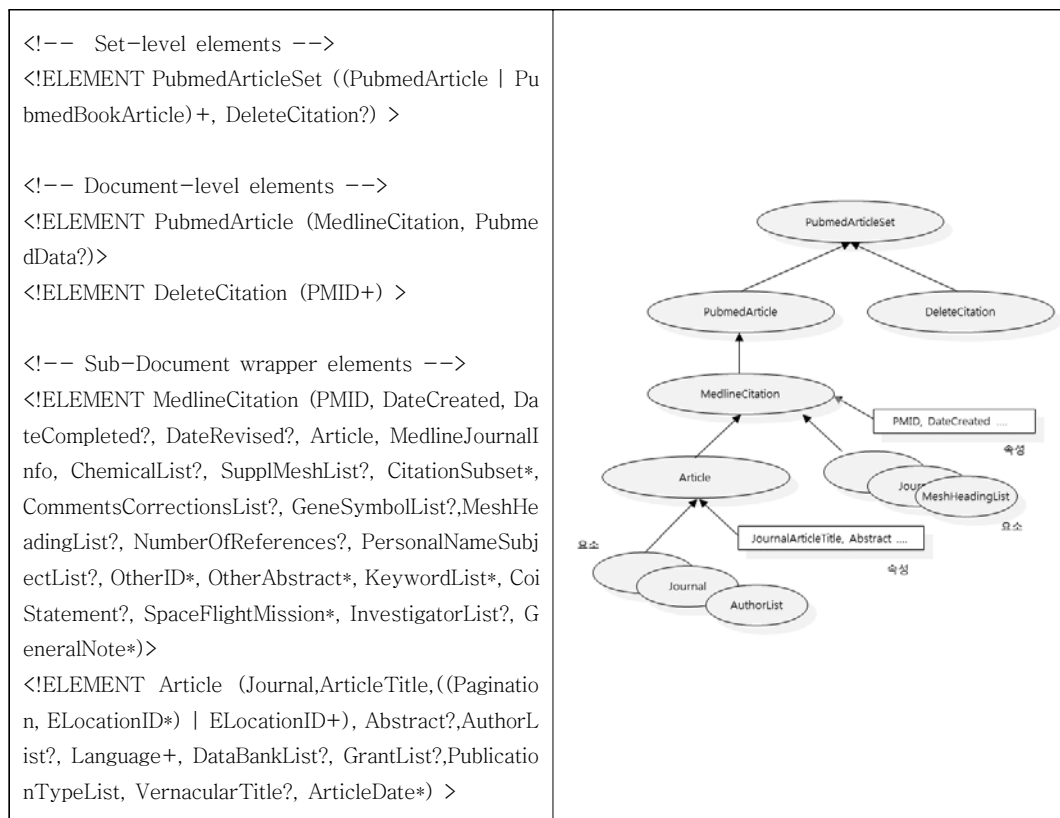 <!--  Set-level elements -->
<!ELEMENT PubmedArticleSet ((PubmedArticle | Pu
bmedBookArticle)+, DeleteCitation?) >
<!-- Document-level elements -->
<!ELEMENT PubmedArticle (MedlineCitation, Pubme
dData?)>
<!ELEMENT DeleteCitation (PMID+) >
<!-- Sub-Document wrapper elements -->
<!ELEMENT MedlineCitation (PMID, DateCreated, Da
teCompleted?, DateRevised?, Article, MedlineJournalI
nfo, ChemicalList?, SupplMeshList?, CitationSubset*,
CommentsCorrectionsList?, GeneSymbolList?,MeshHe
adingList?, NumberOfReferences?, PersonalNameSubj
ectList?, OtherID*, OtherAbstract*, KeywordList*, Coi
Statement?, SpaceFlightMission*, InvestigatorList?, G
eneralNote*)>
<!ELEMENT Article (Journal,ArticleTitle,((Paginatio
n, ELocationID*) | ELocationID+), Abstract?,AuthorL
ist?, Language+, DataBankList?, GrantList?,Publicatio
nTypeList, VernacularTitle?, ArticleDate*) >
PubmedArticleSet
PubmedArticle
DeleteCitation
MedlineCitation
PMID, DateCreated ....
속성
Article
Jour
MeshHeadingList
요소
JournalArticleTitle, Abstract ....
속성
요소
Journal
AuthorList